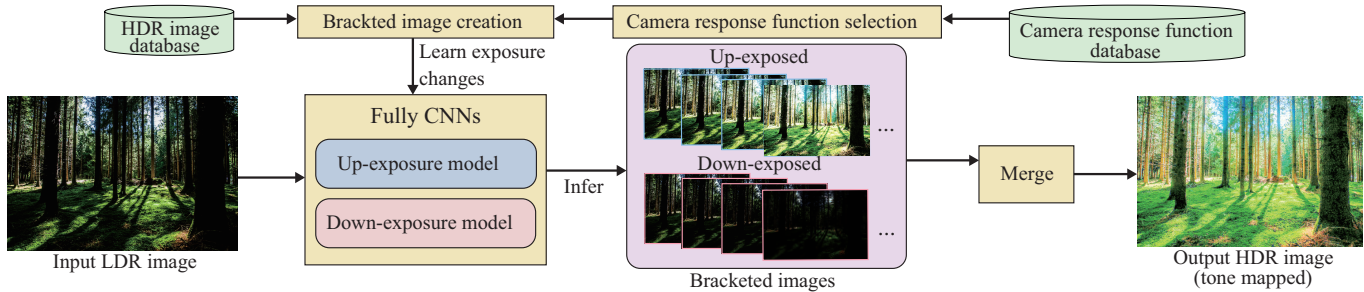 HDR image
database
Brackted image creation
Camera response function selection
Camera response function
database
Learn exposure
changes
Fully CNNs
Up-exposure model
Down-exposure model
Input LDR image
Infer
Up-exposed
...
Down-exposed
...
Bracketed images
Merge
Output HDR image
(tone mapped)